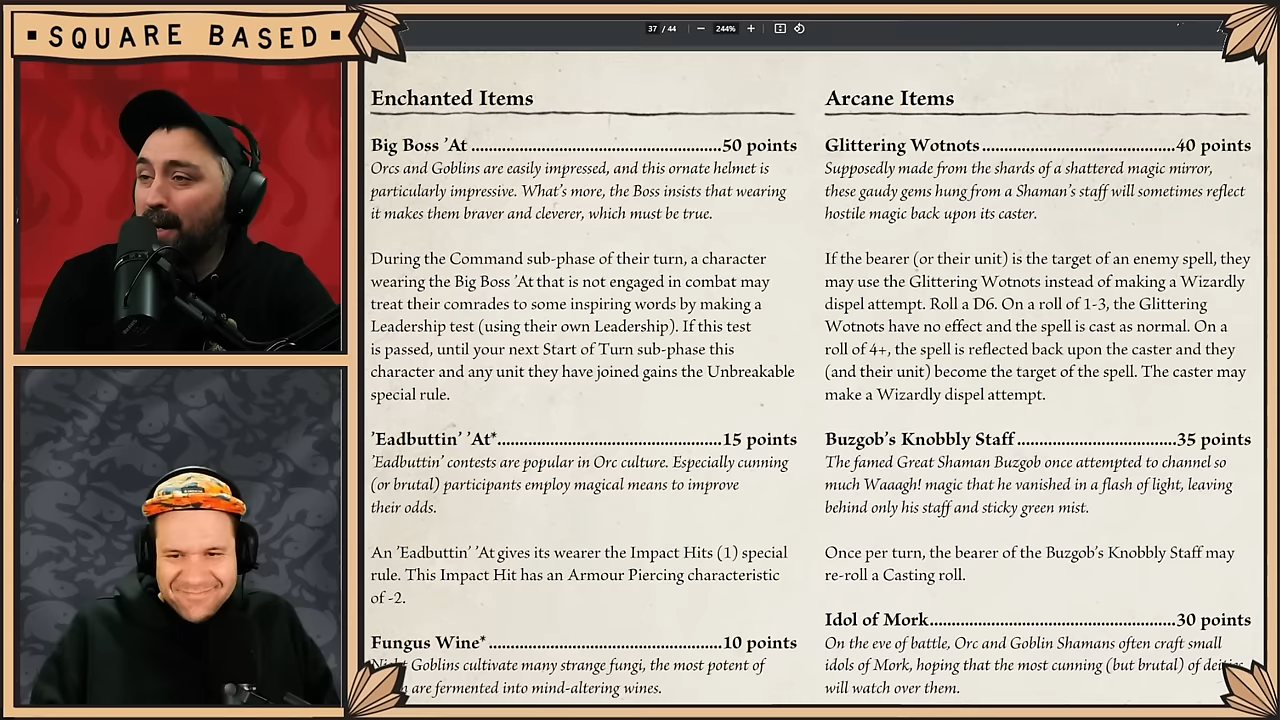 SQUARE BASED
37 / 44
244%
Enchanted Items
Big Boss 'At ........................................................50 points
Orcs and Goblins are easily impressed, and this ornate helmet is
particularly impressive. What's more, the Boss insists that wearing
it makes them braver and cleverer, which must be true.
During the Command sub-phase of their turn, a character
wearing the Big Boss 'At that is not engaged in combat may
treat their comrades to some inspiring words by making a
Leadership test (using their own Leadership). If this test
is passed, until your next Start of Turn sub-phase this
character and any unit they have joined gains the Unbreakable
special rule.
'Eadbuttin' 'At*..................................................15 points
'Eadbuttin' contests are popular in Orc culture. Especially cunning
(or brutal) participants employ magical means to improve
their odds.
An 'Eadbuttin' 'At gives its wearer the Impact Hits (1) special
rule. This Impact Hit has an Armour Piercing characteristic
of -2.
Fungus Wine*....................................................10 points
Night Goblins cultivate many strange fungi, the most potent of
are fermented into mind-altering wines.
Arcane Items
Glittering Wotnots...........................................40 points
Supposedly made from the shards of a shattered magic mirror,
these gaudy gems hung from a Shaman's staff will sometimes reflect
hostile magic back upon its caster.
If the bearer (or their unit) is the target of an enemy spell, they
may use the Glittering Wotnots instead of making a Wizardly
dispel attempt. Roll a D6. On a roll of 1-3, the Glittering
Wotnots have no effect and the spell is cast as normal. On a
roll of 4+, the spell is reflected back upon the caster and they
(and their unit) become the target of the spell. The caster may
make a Wizardly dispel attempt.
Buzgob's Knobbly Staff...................................35 points
The famed Great Shaman Buzgob once attempted to channel so
much Waaagh! magic that he vanished in a flash of light, leaving
behind only his staff and sticky green mist.
Once per turn, the bearer of the Buzgob's Knobbly Staff may
re-roll a Casting roll.
Idol of Mork.......................................................30 points
On the eve of battle, Orc and Goblin Shamans often craft small
idols of Mork, hoping that the most cunning (but brutal) of deities
will watch over them.